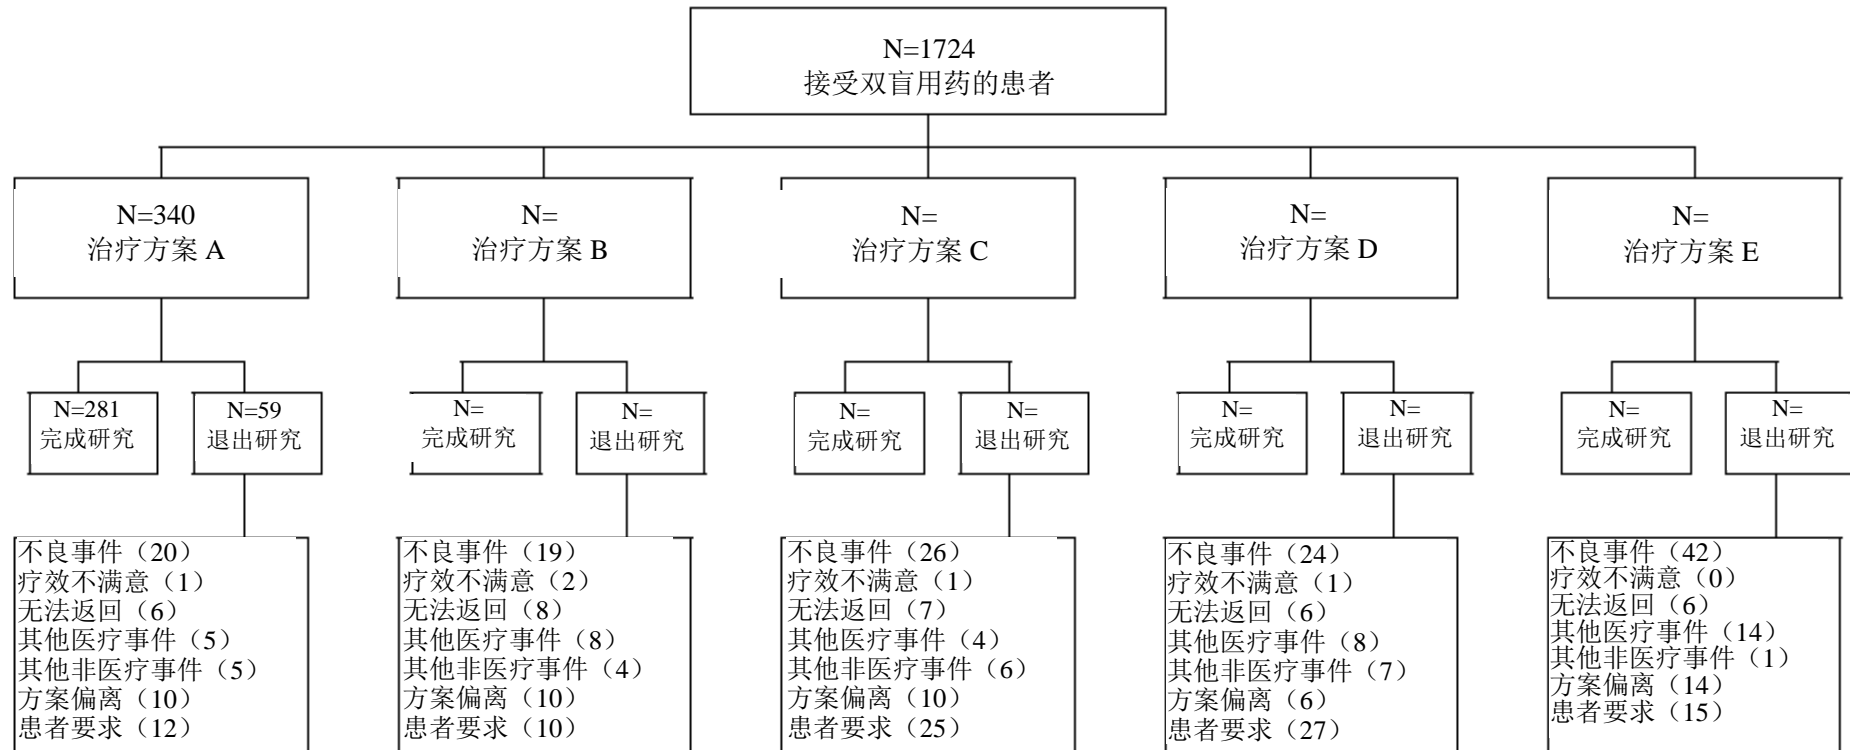 N=1724
接受双盲用药的患者
N=340
治疗方案 A
N=
治疗方案 B
N=
治疗方案 C
N=
治疗方案 D
N=
治疗方案 E
N=281
完成研究
N=59
退出研究
N=
完成研究
N=
退出研究
N=
完成研究
N=
退出研究
N=
完成研究
N=
退出研究
N=
完成研究
N=
退出研究
不良事件（20）
疗效不满意（1）
无法返回（6）
其他医疗事件（5）
其他非医疗事件（5）
方案偏离（10）
患者要求（12）
不良事件（19）
疗效不满意（2）
无法返回（8）
其他医疗事件（8）
其他非医疗事件（4）
方案偏离（10）
患者要求（10）
不良事件（26）
疗效不满意（1）
无法返回（7）
其他医疗事件（4）
其他非医疗事件（6）
方案偏离（10）
患者要求（25）
不良事件（24）
疗效不满意（1）
无法返回（6）
其他医疗事件（8）
其他非医疗事件（7）
方案偏离（6）
患者要求（27）
不良事件（42）
疗效不满意（0）
无法返回（6）
其他医疗事件（14）
其他非医疗事件（1）
方案偏离（14）
患者要求（15）